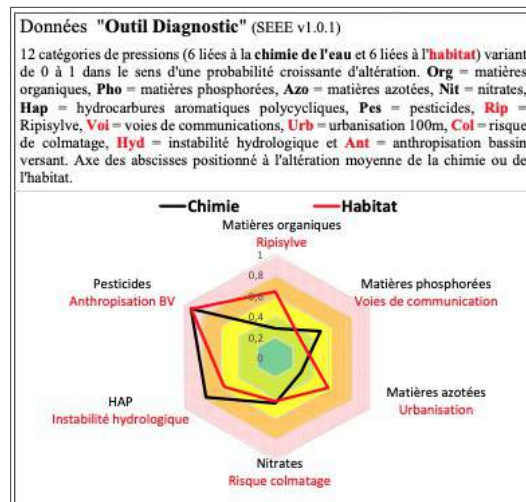 Données "Outil Diagnostic" (SEEE v1.0.1)
12 catégories de pressions (6 liées à la chimie de l'eau et 6 liées à l'habitat) variant
de 0 à 1 dans le sens d'une probabilité croissante d'altération. Org = matières
organiques, Pho = matières phosphorées, Azo = matières azotées, Nit = nitrates,
Hap = hydrocarbures aromatiques polycycliques, Pes = pesticides, Rip =
Ripisylve, Voi = voies de communications, Urb = urbanisation 100m, Col = risque
de colmatage, Hyd = instabilité hydrologique et Ant = anthropisation bassin
versant. Axe des abscisses positionné à l'altération moyenne de la chimie ou de
l'habitat.
Chimie Habitat
Matières organiques
Ripisylve
1
0,8
0,6
0,4
0,2
0
Pesticides
Anthropisation BV
Matières phosphorées
Voies de communication
HAP
Instabilité hydrologique
Matières azotées
Urbanisation
Nitrates
Risque colmatage